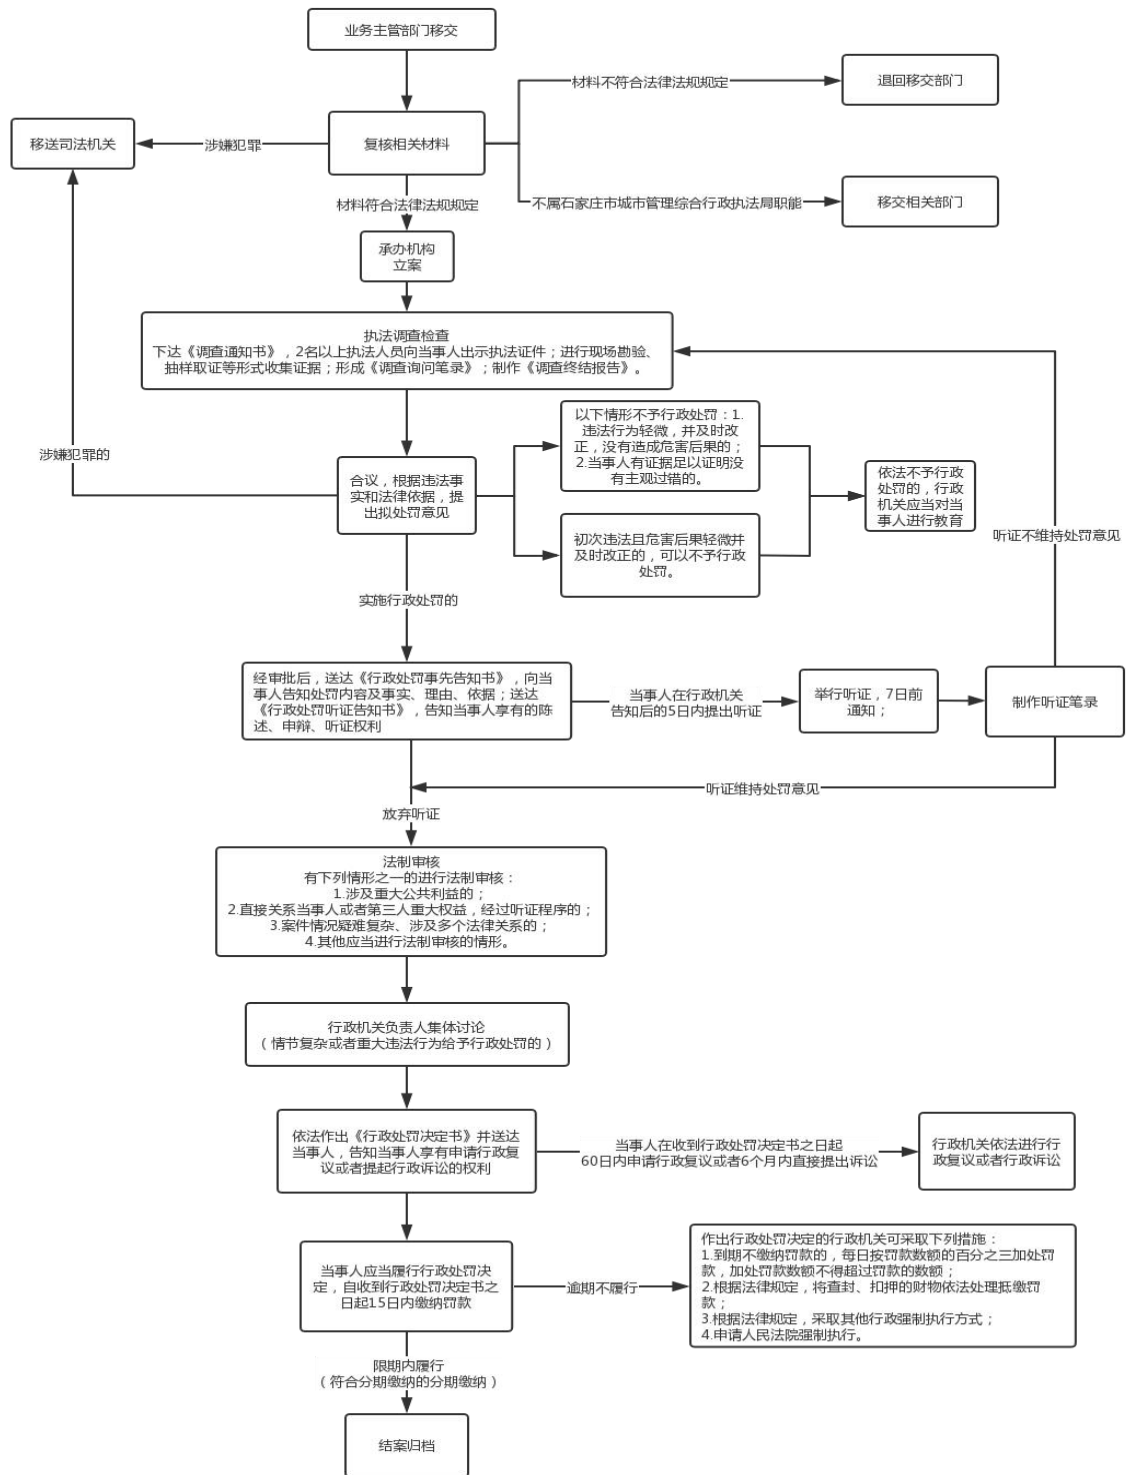 业务主管部门移交
材料不符合法律法规规定
退回移交部门
移送司法机关
涉嫌犯罪
复核相关材料
不属石家庄市城市管理综合行政执法局职能
移交相关部门
材料符合法律法规规定
承办机构
立案
执法调查检查
下达《调查通知书》，2名以上执法人员向当事人出示执法证件；进行现场勘验、
抽样取证等形式收集证据；形成《调查询问笔录》；制作《调查终结报告》。
涉嫌犯罪的
合议，根据违法事
实和法律依据，提
出拟处罚意见
以下情形不予行政处罚：1.
违法行为轻微，并及时改
正，没有造成危害后果的；
2.当事人有证据足以证明没
有主观过错的。
初次违法且危害后果轻微并
及时改正的，可以不予行政
处罚。
依法不予行政
处罚的，行政
机关应当对当
事人进行教育
听证不维持处罚意见
实施行政处罚的
经审批后，送达《行政处罚事先告知书》，向当
事人告知处罚内容及事实、理由、依据；送达
《行政处罚听证告知书》，告知当事人享有的陈
述、申辩、听证权利
当事人在行政机关
告知后的5日内提出听证
举行听证，7日前
通知；
制作听证笔录
听证维持处罚意见
放弃听证
法制审核
有下列情形之一的进行法制审核：
1.涉及重大公共利益的；
2.直接关系当事人或者第三人重大权益，经过听证程序的；
3.案件情况疑难复杂、涉及多个法律关系的；
4.其他应当进行法制审核的情形。
行政机关负责人集体讨论
（情节复杂或者重大违法行为给予行政处罚的）
依法作出《行政处罚决定书》并送达
当事人，告知当事人享有申请行政复
议或者提起行政诉讼的权利
当事人在收到行政处罚决定书之日起
60日内申请行政复议或者6个月内直接提出诉讼
行政机关依法进行行
政复议或者行政诉讼
当事人应当履行行政处罚决
定，自收到行政处罚决定书之
日起15日内缴纳罚款
逾期不履行
作出行政处罚决定的行政机关可采取下列措施：
1.到期不缴纳罚款的，每日按罚款数额的百分之三加处罚
款，加处罚款数额不得超过罚款的数额；
2.根据法律规定，将查封、扣押的财物依法处理抵缴罚
款；
3.根据法律规定，采取其他行政强制执行方式；
4.申请人民法院强制执行。
限期内履行
（符合分期缴纳的分期缴纳）
结案归档